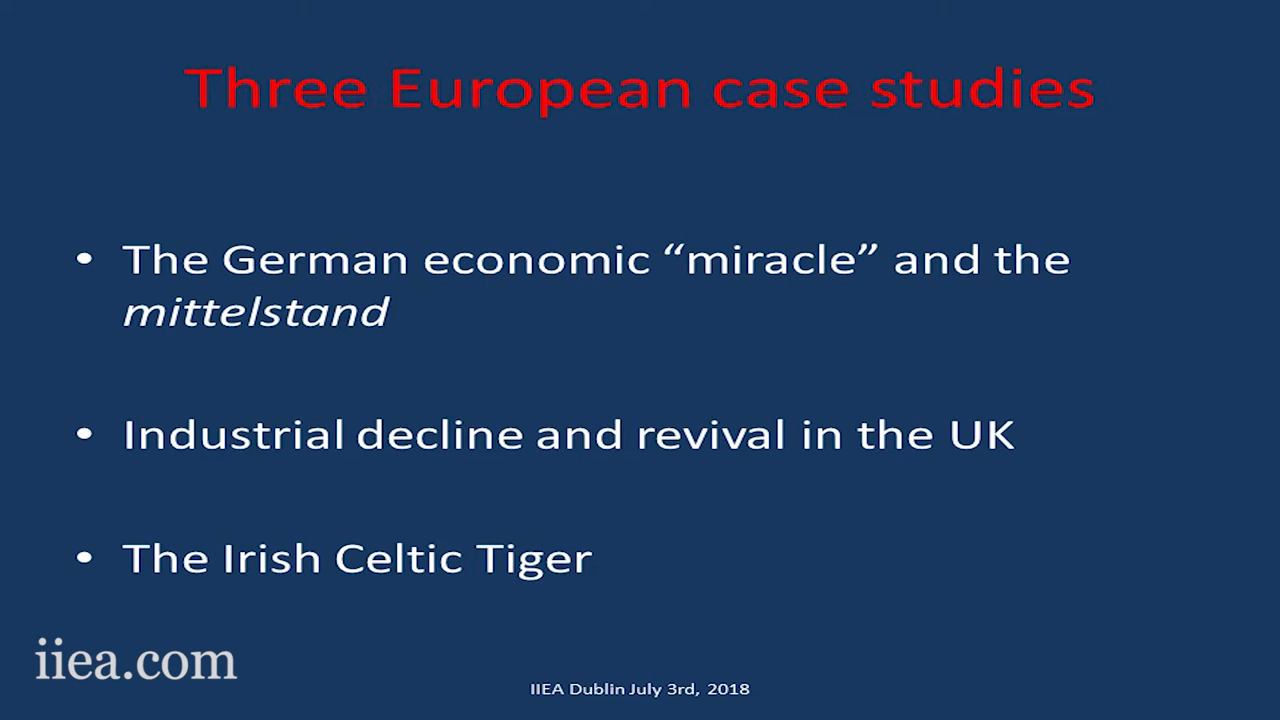 Three European case studies
• The German economic “miracle” and the
mittelstand
• Industrial decline and revival in the UK
• The Irish Celtic Tiger
iiea.com
IIEA Dublin July 3rd, 2018